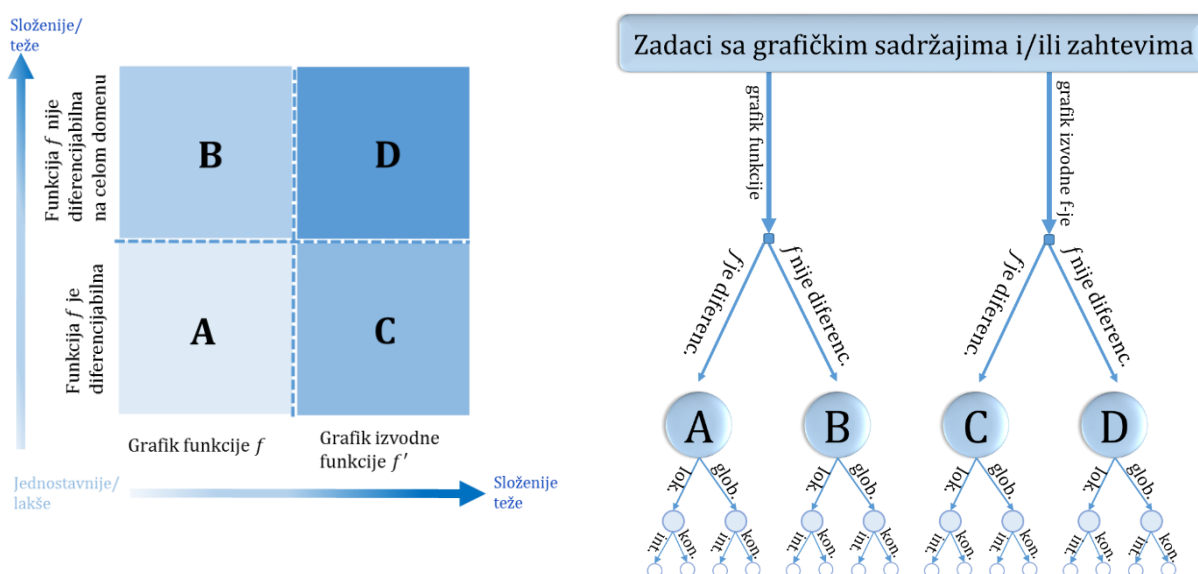 Složenije/
teže
Funkcija f nije
diferencijabilna
na celom domenu
B
D
Funkcija f je
diferencijabilna
A
C
Grafik funkcije f
Grafik izvodne
funkcije f′
Jednostavnije/
lakše
Složenije
teže
Zadaci sa grafičkim sadržajima i/ili zahtevima
grafik funkcije
grafik izvodne f-je
f je diferenc.
f nije diferenc.
f je diferenc.
f nije diferenc.
A
B
C
D
lok.
glob.
lok.
glob.
lok.
glob.
lok.
glob.
int.
kon.
int.
kon.
int.
kon.
int.
kon.
int.
kon.
int.
kon.
int.
kon.
int.
kon.